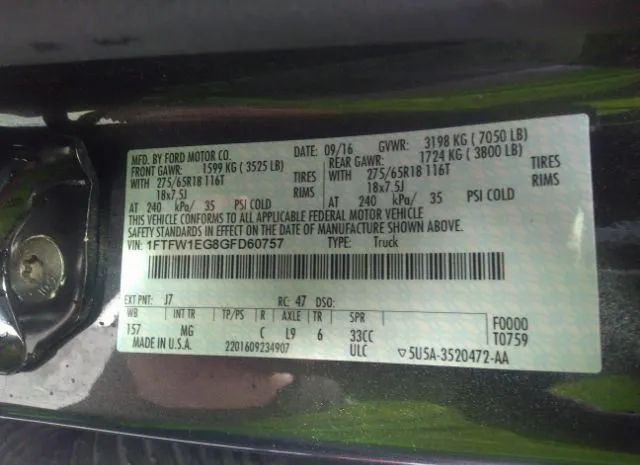 MFD. BY FORD MOTOR CO. DATE: 09/16 GVWR: 3198 KG ( 7050 LB)
FRONT GAWR: 1599 KG ( 3525 LB) REAR GAWR: 1724 KG ( 3800 LB)
WITH 275/65R18 116T TIRES WITH 275/65R18 116T TIRES
18x7.5J RIMS 18x7.5J RIMS
AT 240 kPa/ 35 PSI COLD AT 240 kPa/ 35 PSI COLD
THIS VEHICLE CONFORMS TO ALL APPLICABLE FEDERAL MOTOR VEHICLE
SAFETY STANDARDS IN EFFECT ON THE DATE OF MANUFACTURE SHOWN ABOVE.
VIN: 1FTFW1EG8GFD60757 TYPE: Truck
EXT PNT: J7 RC: 47 DSO:
WB INT TR TP/PS R AXLE TR SPR F0000
157 MG C L9 6 33CC T0759
MADE IN U.S.A. 2201609234907 ULC ▽5U5A-3520472-AA